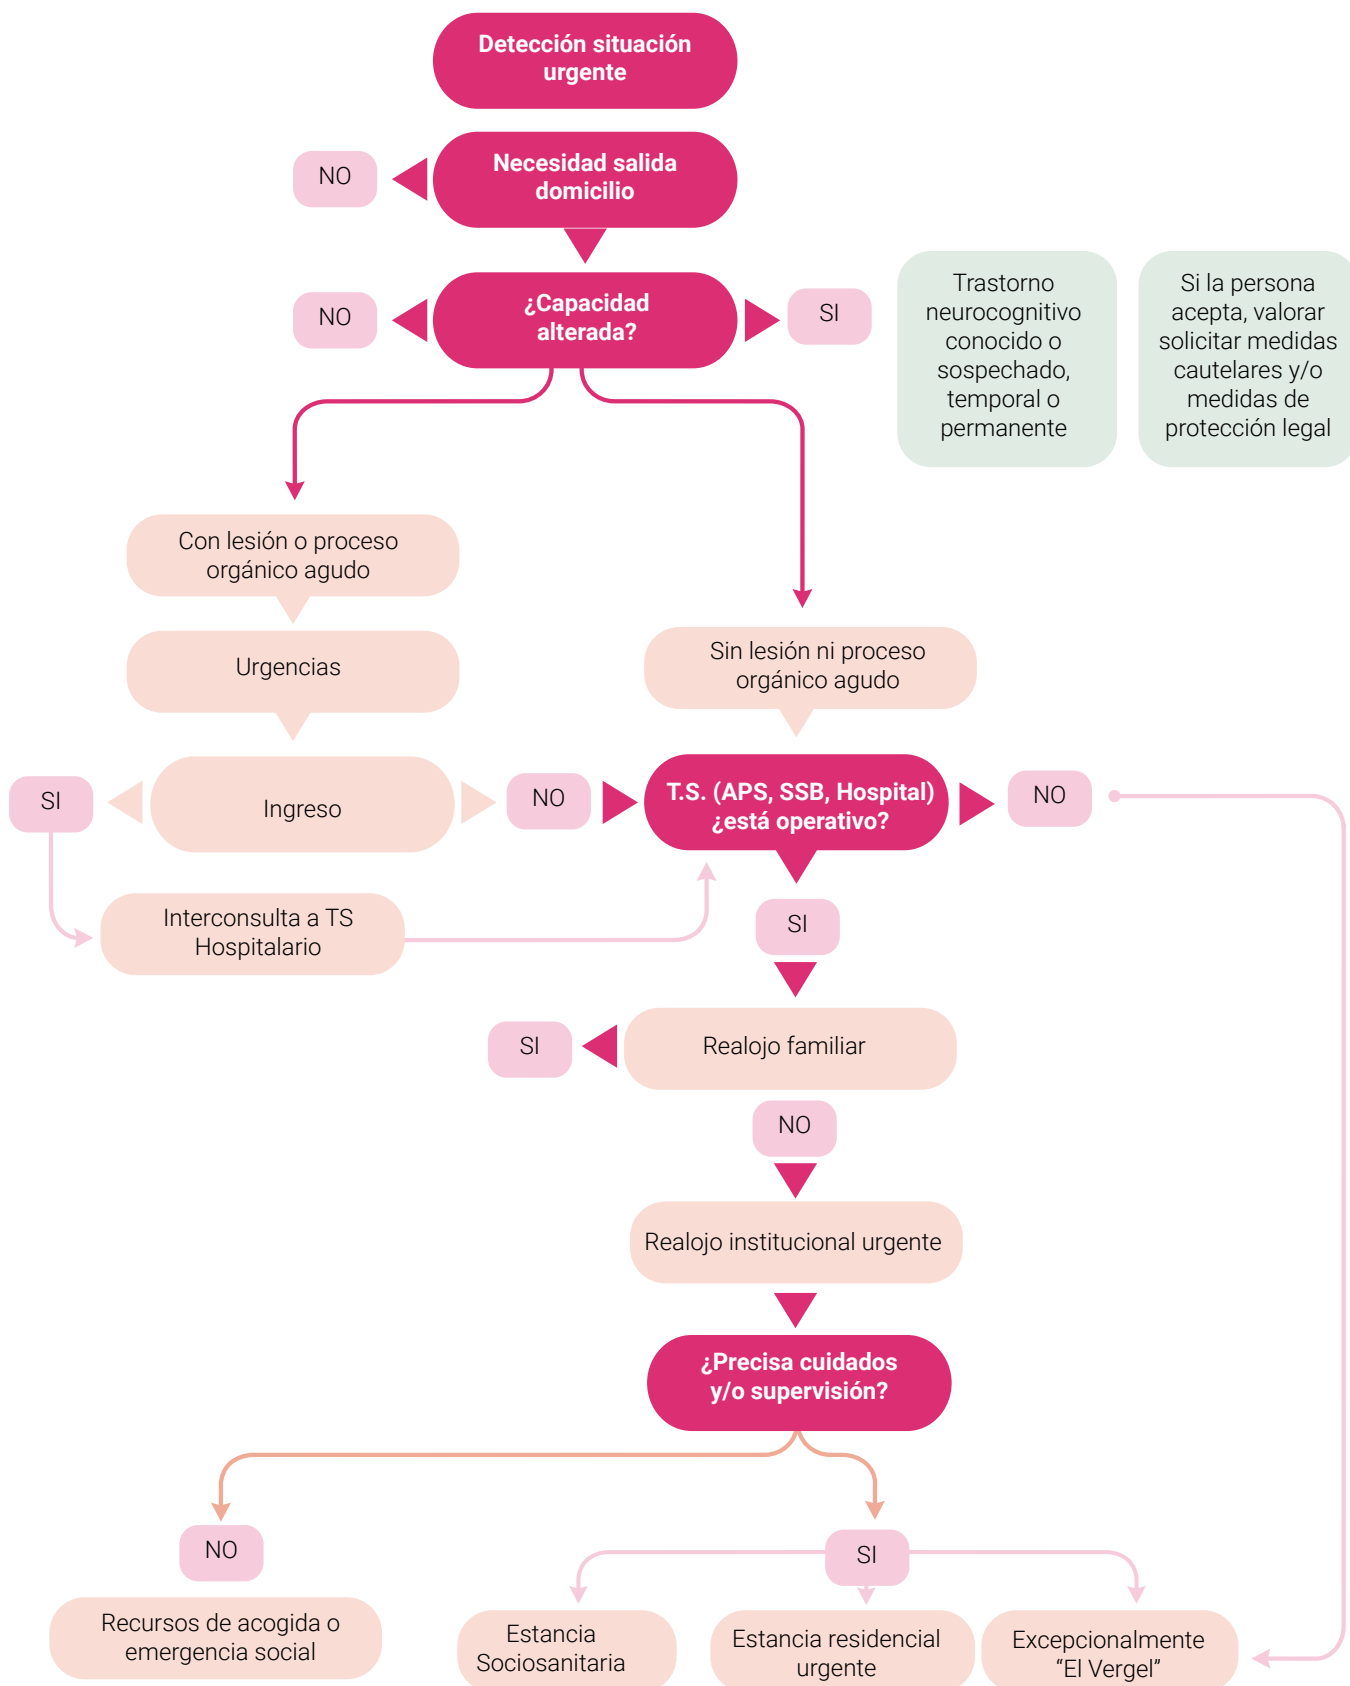 Detección situación
urgente
NO
Necesidad salida
domicilio
NO
¿Capacidad
alterada?
SI
Trastorno
neurocognitivo
conocido o
sospechado,
temporal o
permanente
Si la persona
acepta, valorar
solicitar medidas
cautelares y/o
medidas de
protección legal
Con lesión o proceso
orgánico agudo
Urgencias
Sin lesión ni proceso
orgánico agudo
SI
Ingreso
NO
T.S. (APS, SSB, Hospital)
¿está operativo?
NO
Interconsulta a TS
Hospitalario
SI
SI
Realojo familiar
NO
Realojo institucional urgente
¿Precisa cuidados
y/o supervisión?
NO
SI
Recursos de acogida o
emergencia social
Estancia
Sociosanitaria
Estancia residencial
urgente
Excepcionalmente
“El Vergel”